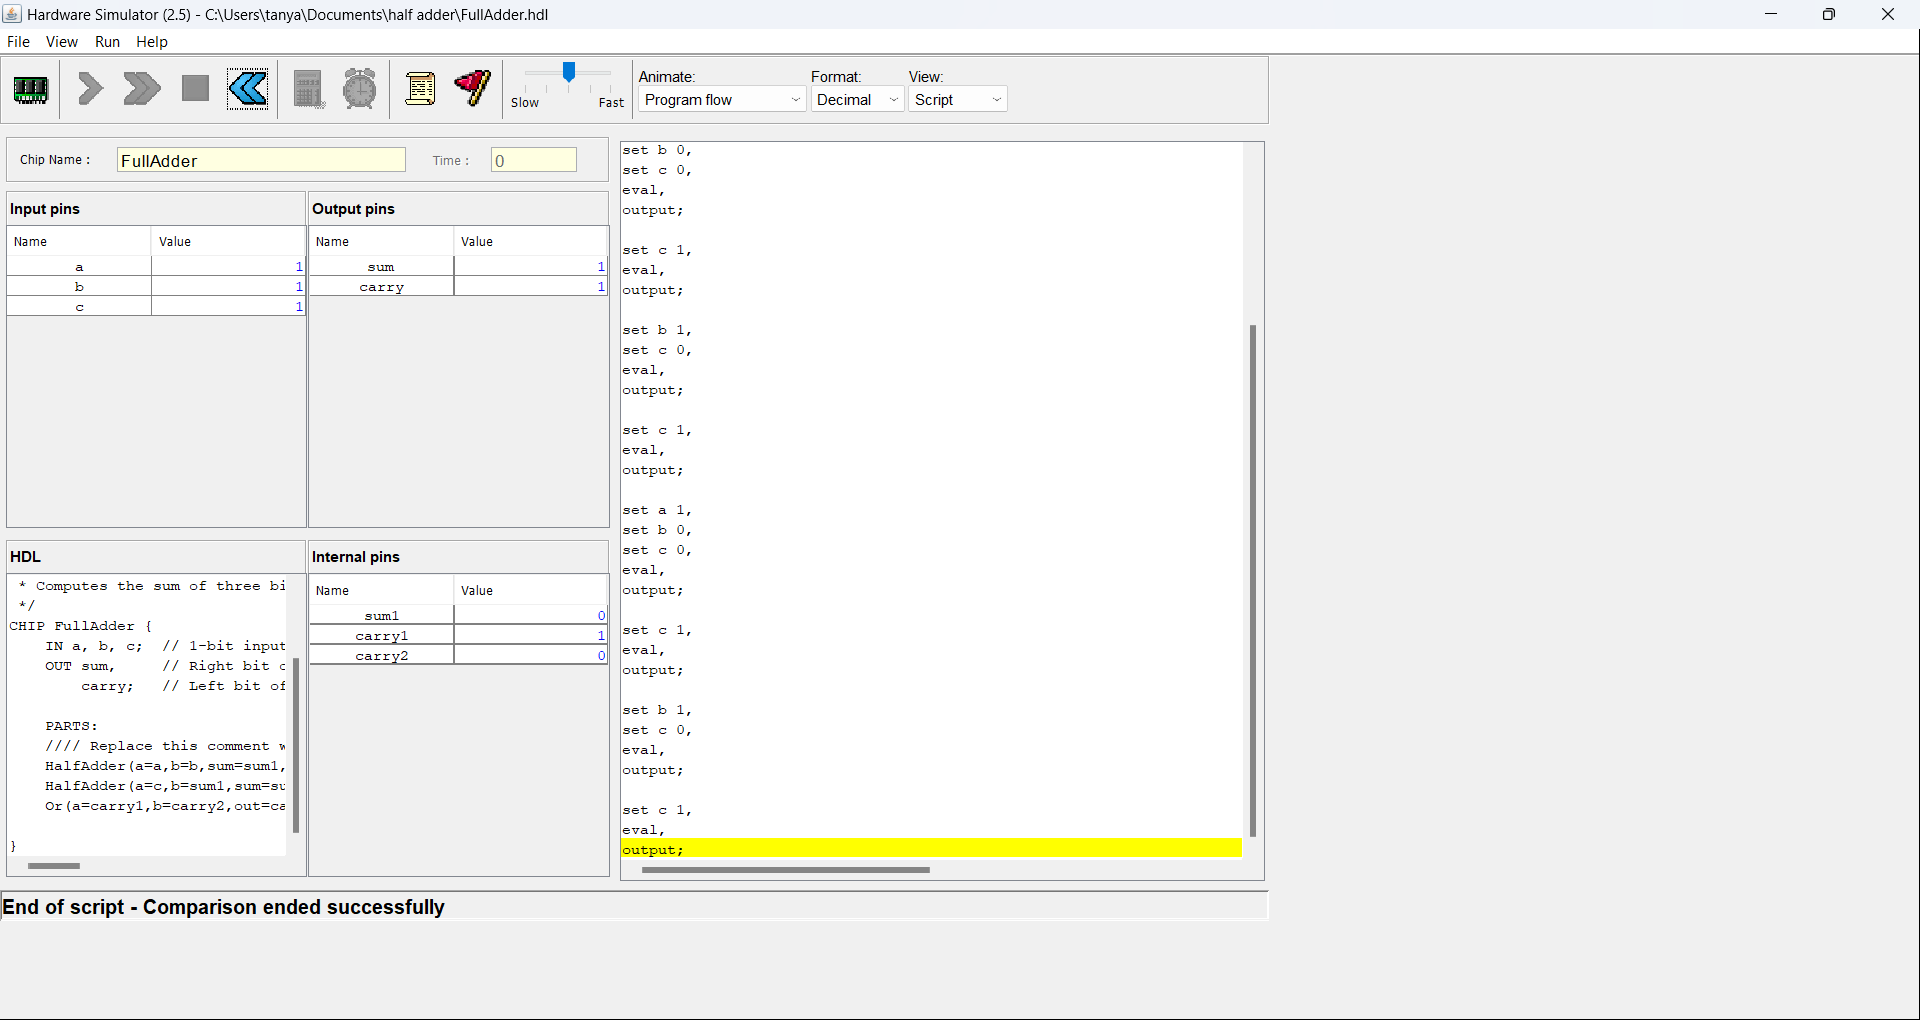 Hardware Simulator (2.5) - C:\Users\tanya\Documents\half adder\FullAdder.hdl
File View Run Help
Slow Fast
Animate: Format: View:
Program flow Decimal Script
Chip Name : FullAdder Time : 0
Input pins
Name Value
a 1
b 1
c 1
Output pins
Name Value
sum 1
carry 1
HDL
* Computes the sum of three bi
*/
CHIP FullAdder {
IN a, b, c; // 1-bit input
OUT sum, // Right bit
carry; // Left bit of
PARTS:
//// Replace this comment
HalfAdder(a=a,b=b,sum=sum1,
HalfAdder(a=c,b=sum1,sum=su
Or(a=carry1,b=carry2,out=ca
}
Internal pins
Name Value
sum1 0
carry1 1
carry2 0
set b 0,
set c 0,
eval,
output;
set c 1,
eval,
output;
set b 1,
set c 0,
eval,
output;
set c 1,
eval,
output;
set a 1,
set b 0,
set c 0,
eval,
output;
set c 1,
eval,
output;
set b 1,
set c 0,
eval,
output;
set c 1,
eval,
output;
End of script - Comparison ended successfully